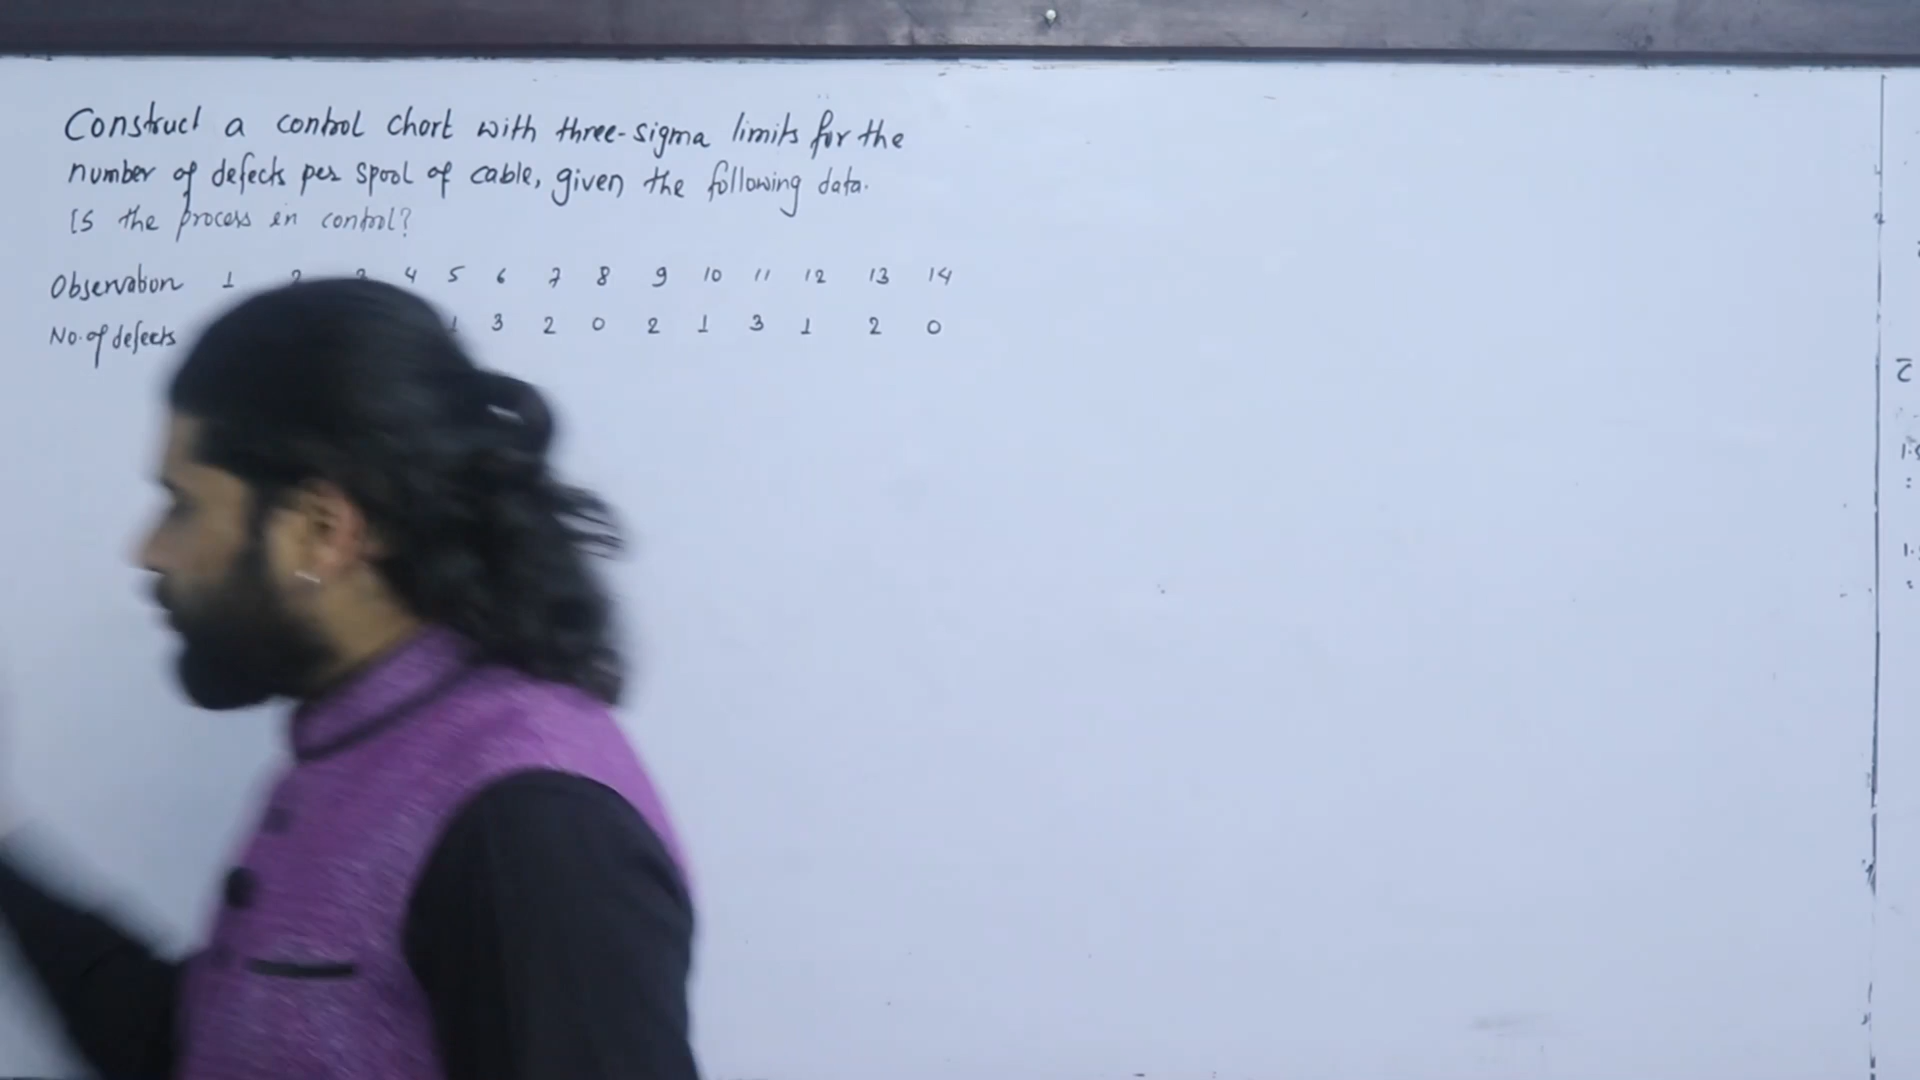 Construct a control chart with three-sigma limits for the
number of defects per spool of cable, given the following data.
Is the process in control?
Observation 1 4 5 6 7 8 9 10 11 12 13 14
No. of defects 1 3 2 0 2 1 3 1 2 0